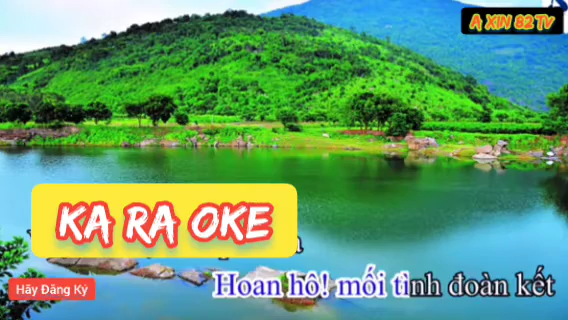 A XIN 82 TV
KA RA OKE
Hãy Đăng Ký
Hoan hô! mối tình đoàn kết